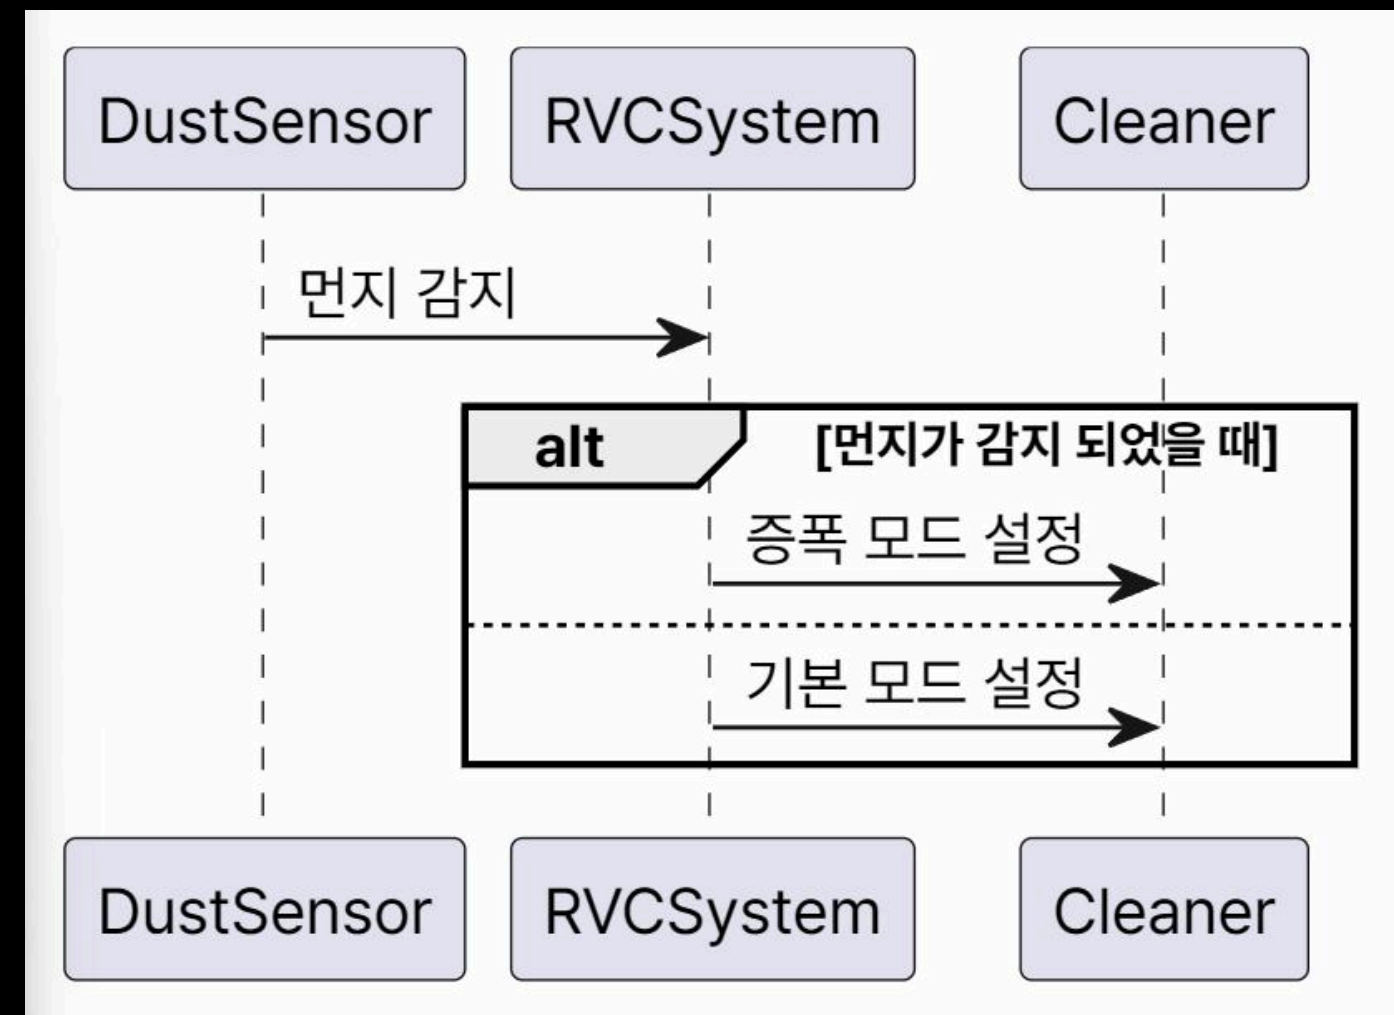 DustSensor RVCSystem Cleaner
먼지 감지
alt [먼지가 감지 되었을 때]
증폭 모드 설정
기본 모드 설정
DustSensor RVCSystem Cleaner